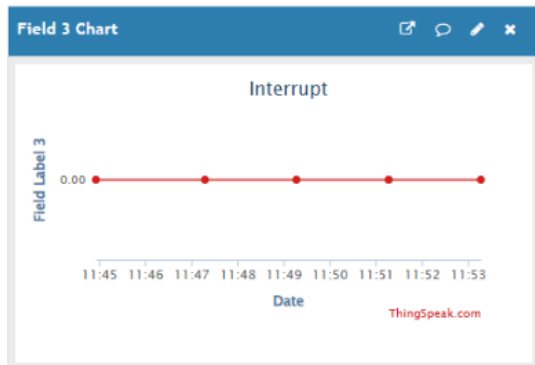 Field 3 Chart
Interrupt
Field Label 3
0.00
11:45 11:46 11:47 11:48 11:49 11:50 11:51 11:52 11:53
Date
ThingSpeak.com